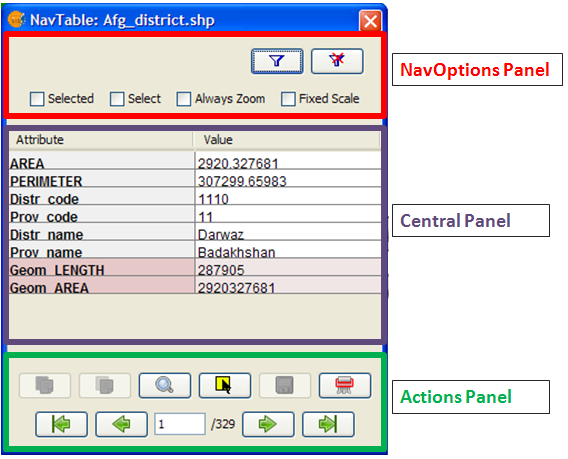 NavTable: Afg_district.shp
NavOptions Panel
Selected Select Always Zoom Fixed Scale
Attribute Value
AREA 2920.327681
PERIMETER 307299.65983
Distr_code 1110
Prov_code 11
Distr_name Darwaz
Prov_name Badakhshan
Geom_LENGTH 287905
Geom_AREA 2920327681
Central Panel
Actions Panel
1 /329